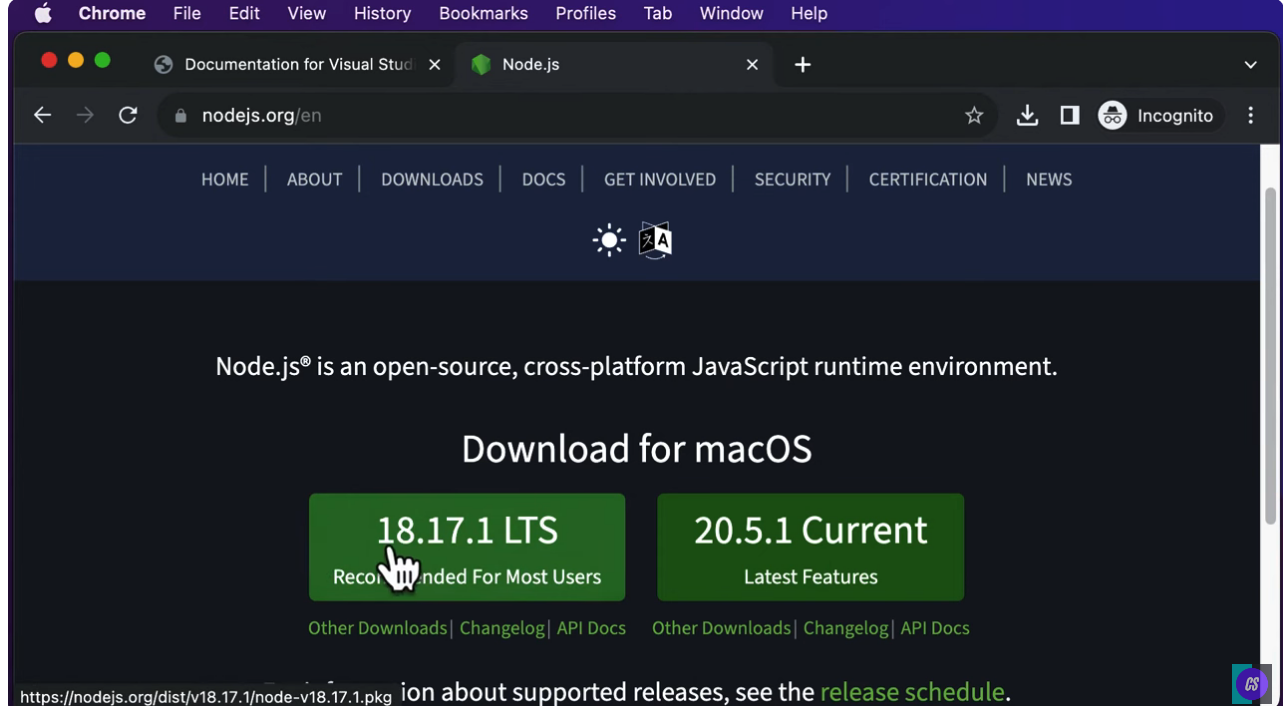 Chrome File Edit View History Bookmarks Profiles Tab Window Help
Documentation for Visual Stud Node.js
nodejs.org/en Incognito
HOME | ABOUT | DOWNLOADS | DOCS | GET INVOLVED | SECURITY | CERTIFICATION | NEWS
Node.js® is an open-source, cross-platform JavaScript runtime environment.
Download for macOS
18.17.1 LTS 20.5.1 Current
Recommended For Most Users Latest Features
Other Downloads| Changelog| API Docs Other Downloads| Changelog| API Docs
ion about supported releases, see the release schedule.
https://nodejs.org/dist/v18.17.1/node-v18.17.1.pkg
CS